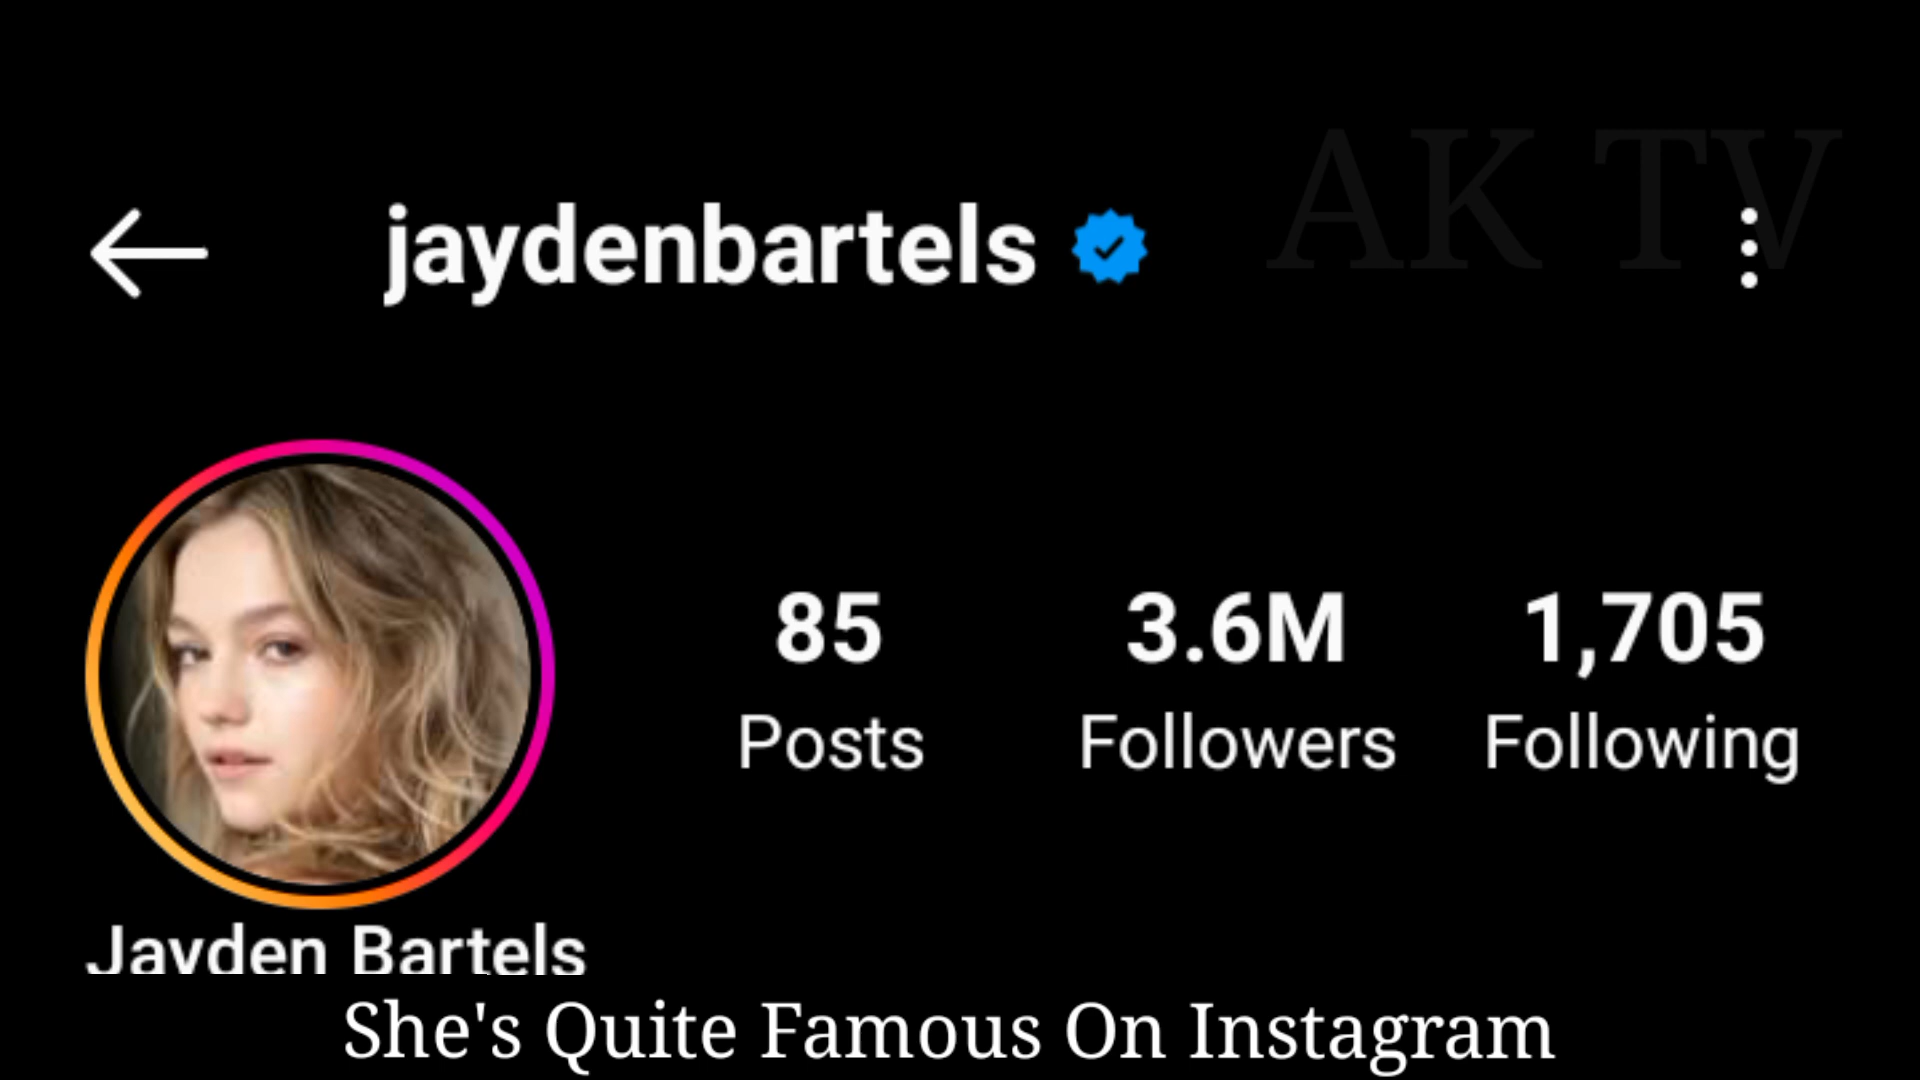 AK TV
jaydenbartels
85 3.6M 1,705
Posts Followers Following
Jayden Bartels
She's Quite Famous On Instagram